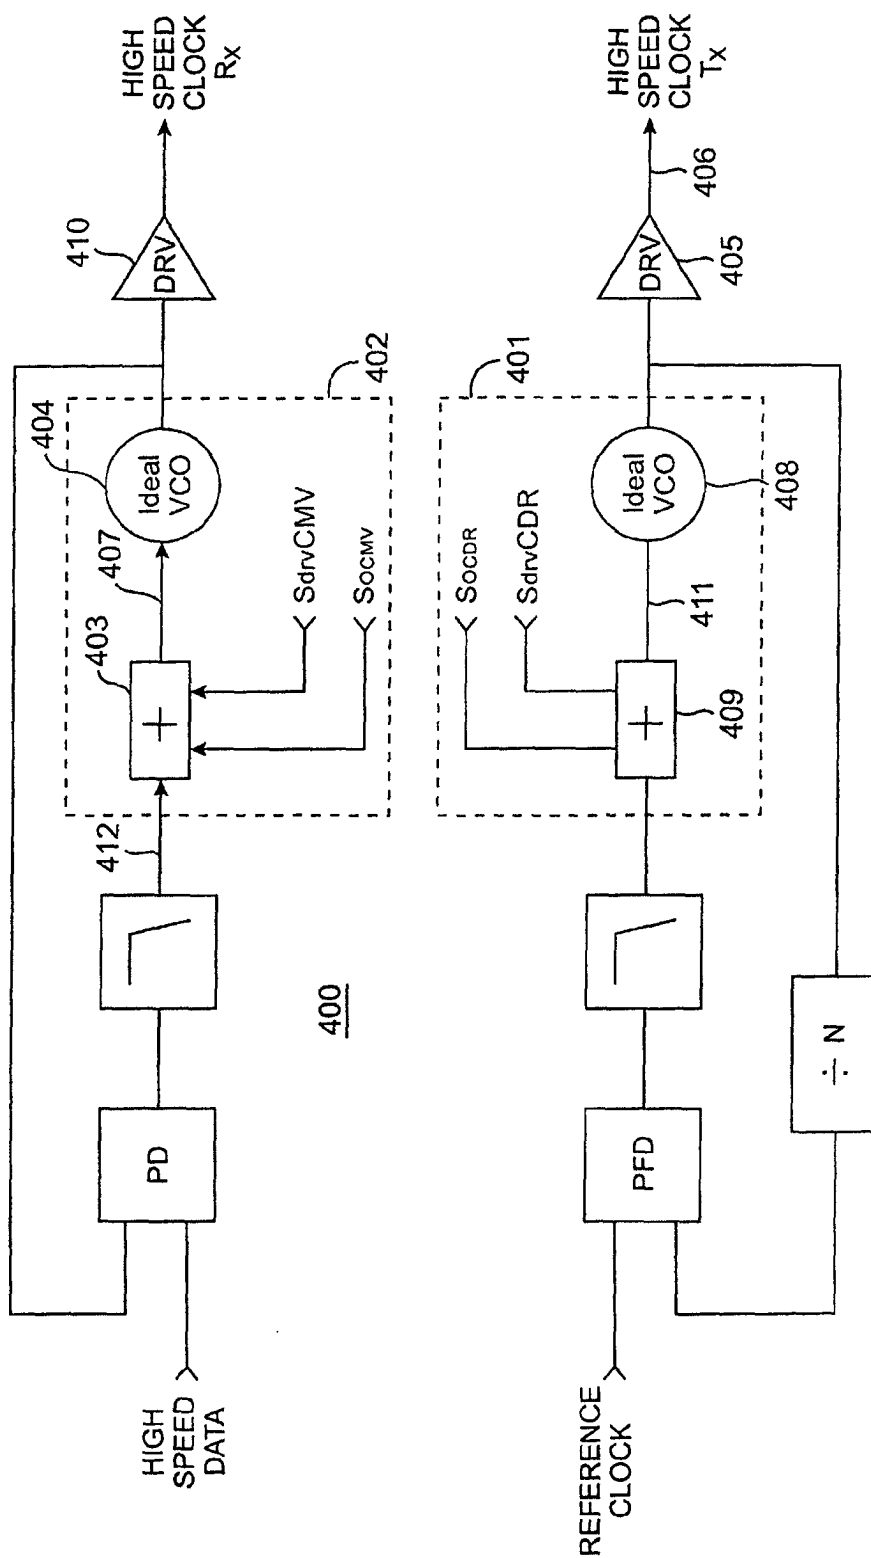 HIGH
SPEED
DATA
PD
412
403
+
407
404
Ideal
VCO
SdrvCMV
SOCMV
402
410
DRV
HIGH
SPEED
CLOCK
Rx
400
REFERENCE
CLOCK
PFD
÷ N
409
+
SOCDR
SdrvCDR
411
401
Ideal
VCO
408
DRV
405
406
HIGH
SPEED
CLOCK
Tx